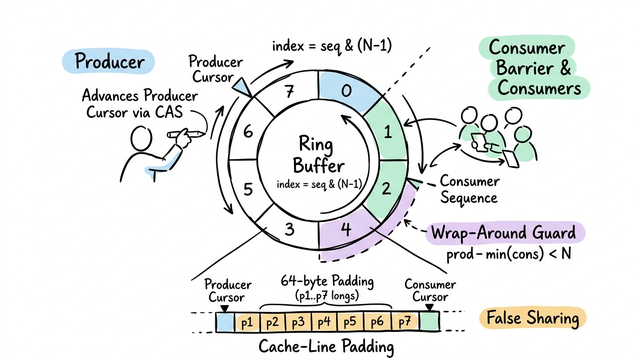 index = seq & (N-1)
Producer
Producer
Cursor
Consumer
Barrier &
Consumers
Advances Producer
Cursor via CAS
7
0
6
1
Ring
Buffer
index = seq & (N-1)
5
2
3
4
Consumer
Sequence
Wrap-Around Guard
prod - min(cons) < N
64-byte Padding
(p1..p7 longs)
Producer
Cursor
Consumer
Cursor
p1 p2 p3 p4 p5 p6 p7
False Sharing
Cache-Line Padding